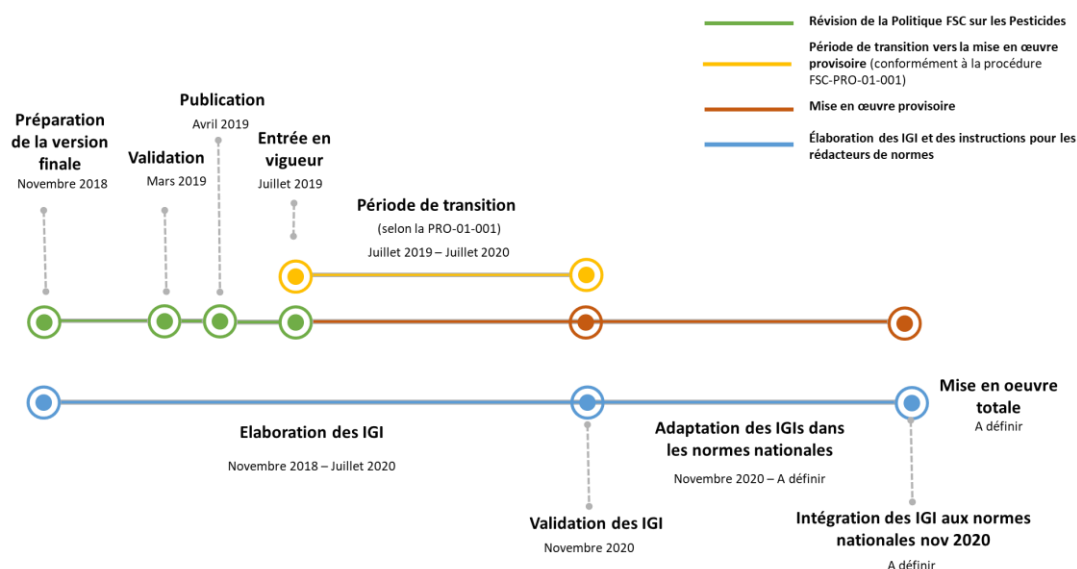 Révision de la Politique FSC sur les Pesticides
Période de transition vers la mise en œuvre
provisoire (conformément à la procédure
FSC-PRO-01-001)
Mise en œuvre provisoire
Élaboration des IGI et des instructions pour les
rédacteurs de normes
Préparation
de la version
finale
Novembre 2018
Validation
Mars 2019
Publication
Avril 2019
Entrée en
vigueur
Juillet 2019
Période de transition
(selon la PRO-01-001)
Juillet 2019 – Juillet 2020
Elaboration des IGI
Novembre 2018 – Juillet 2020
Validation des IGI
Novembre 2020
Adaptation des IGIs dans
les normes nationales
Novembre 2020 – A définir
Mise en oeuvre
totale
A définir
Intégration des IGI aux normes
nationales nov 2020
A définir